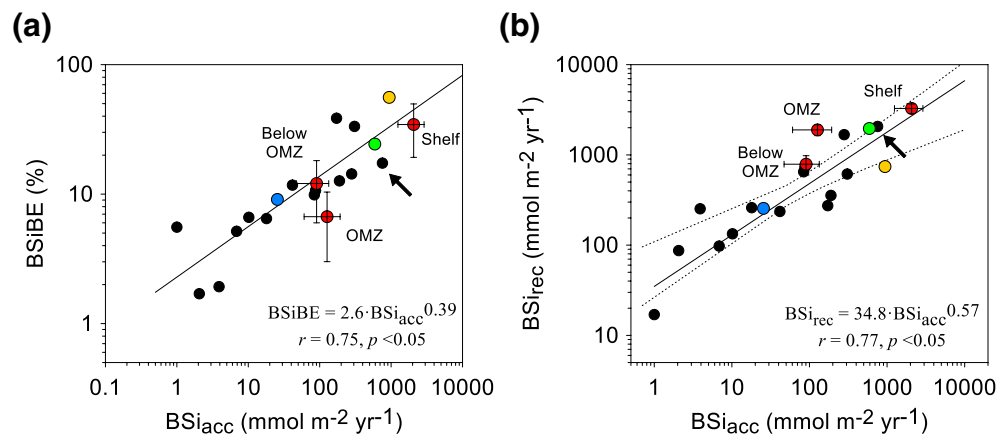 (a)
100
10
1
BSiBE (%)
Below
OMZ
Shelf
OMZ
BSiBE = 2.6·BSiacc0.39
r = 0.75, p <0.05
0.1 1 10 100 1000 10000
BSiacc (mmol m-2 yr-1)
(b)
10000
1000
100
10
BSirec (mmol m-2 yr-1)
Shelf
OMZ
Below
OMZ
BSirec = 34.8·BSiacc0.57
r = 0.77, p <0.05
1 10 100 1000 10000
BSiacc (mmol m-2 yr-1)